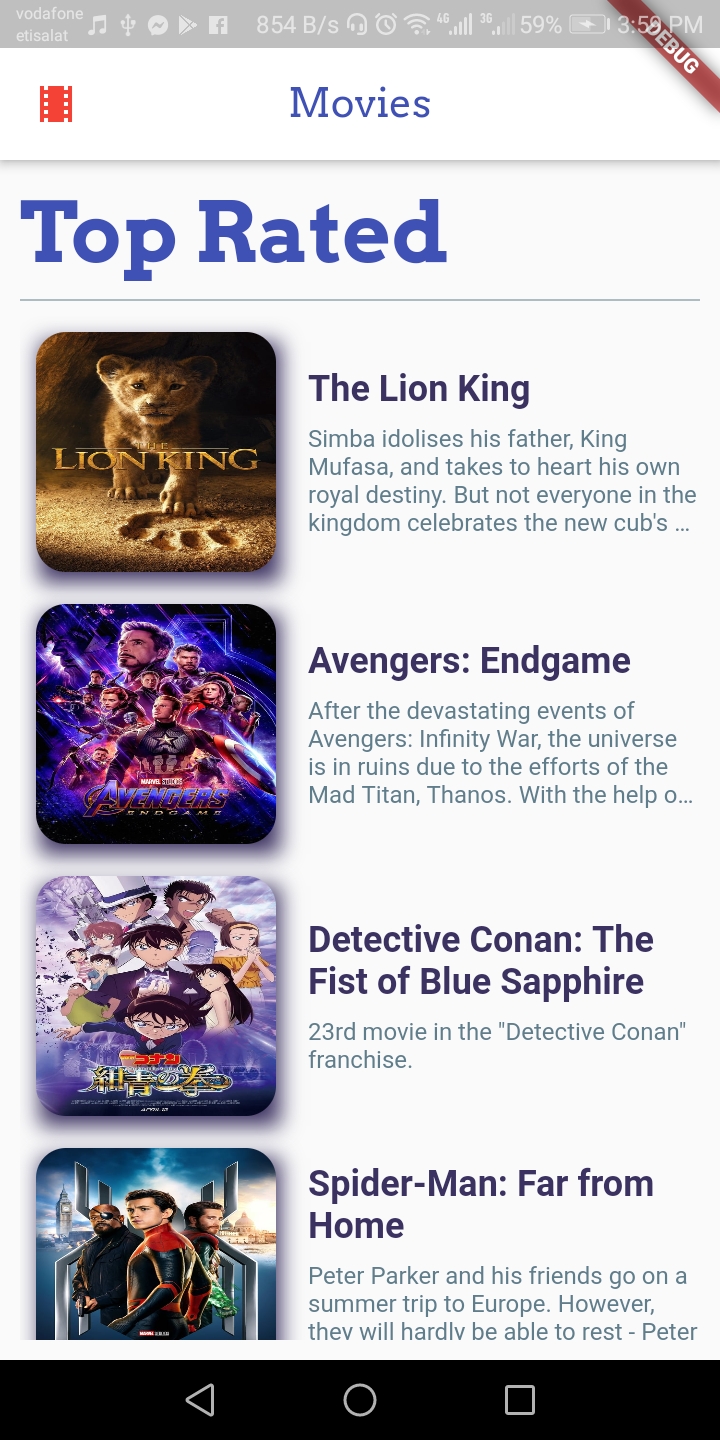 vodafone
etisalat
854 B/s 4G 3G 59% 3:59 PM
DEBUG
Movies
Top Rated
THE
LION KING
The Lion King
Simba idolises his father, King
Mufasa, and takes to heart his own
royal destiny. But not everyone in the
kingdom celebrates the new cub's …
MARVEL STUDIOS
AVENGERS
ENDGAME
Avengers: Endgame
After the devastating events of
Avengers: Infinity War, the universe
is in ruins due to the efforts of the
Mad Titan, Thanos. With the help o…
コナン
紺青の拳
Detective Conan: The
Fist of Blue Sapphire
23rd movie in the "Detective Conan"
franchise.
Spider-Man: Far from
Home
Peter Parker and his friends go on a
summer trip to Europe. However,
they will hardly be able to rest - Peter